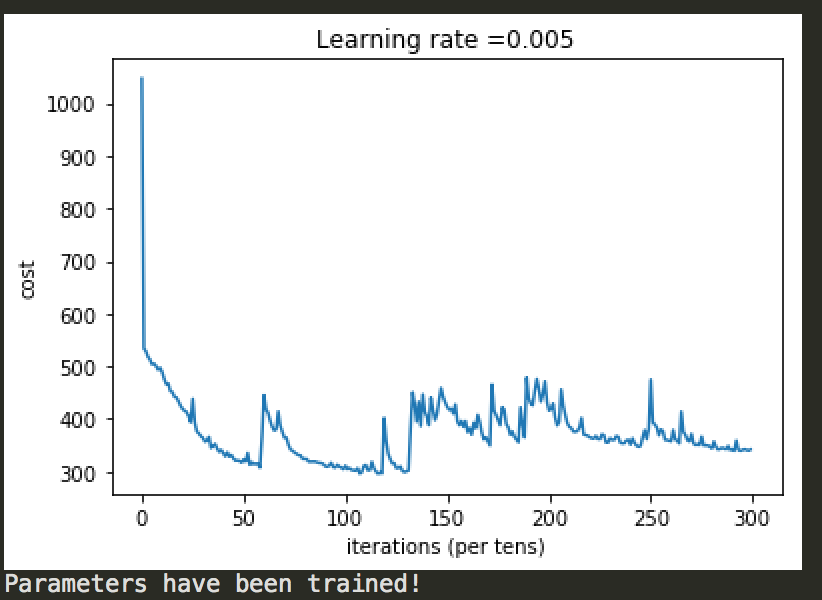 Learning rate =0.005
1000
900
800
700
600
500
400
300
cost
0 50 100 150 200 250 300
iterations (per tens)
Parameters have been trained!